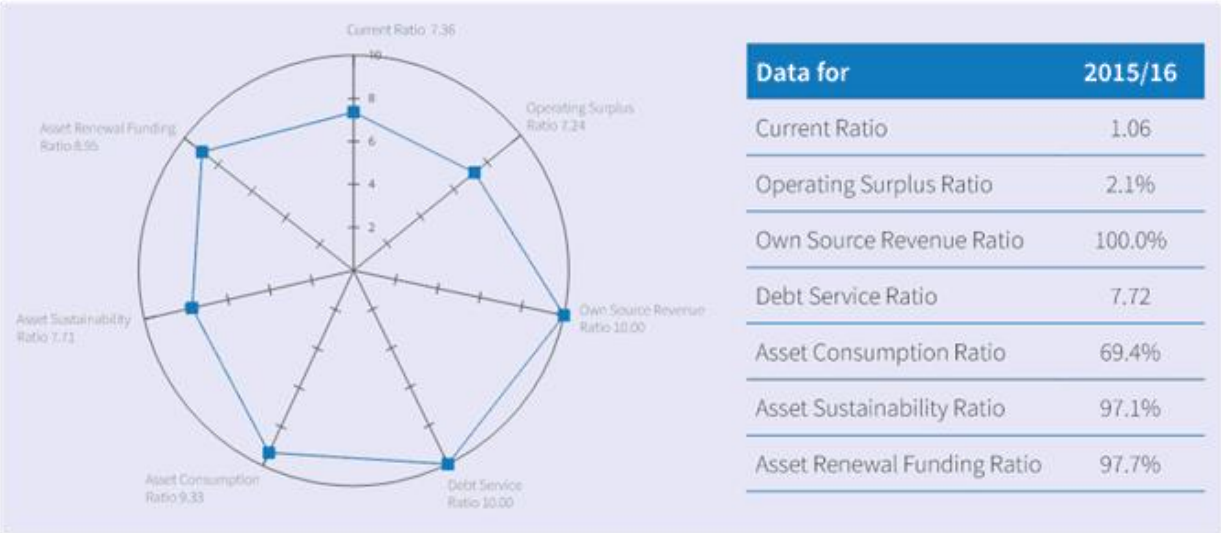 Current Ratio 7.36
10
8
6
4
2
Operating Surplus
Ratio 7.24
Own Source Revenue
Ratio 10.00
Debt Service
Ratio 10.00
Asset Consumption
Ratio 9.33
Asset Sustainability
Ratio 7.71
Asset Renewal Funding
Ratio 8.95
Data for 2015/16
Current Ratio 1.06
Operating Surplus Ratio 2.1%
Own Source Revenue Ratio 100.0%
Debt Service Ratio 7.72
Asset Consumption Ratio 69.4%
Asset Sustainability Ratio 97.1%
Asset Renewal Funding Ratio 97.7%